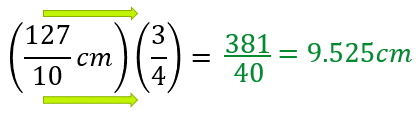 (127/10 cm)(3/4) = 381/40 = 9.525cm